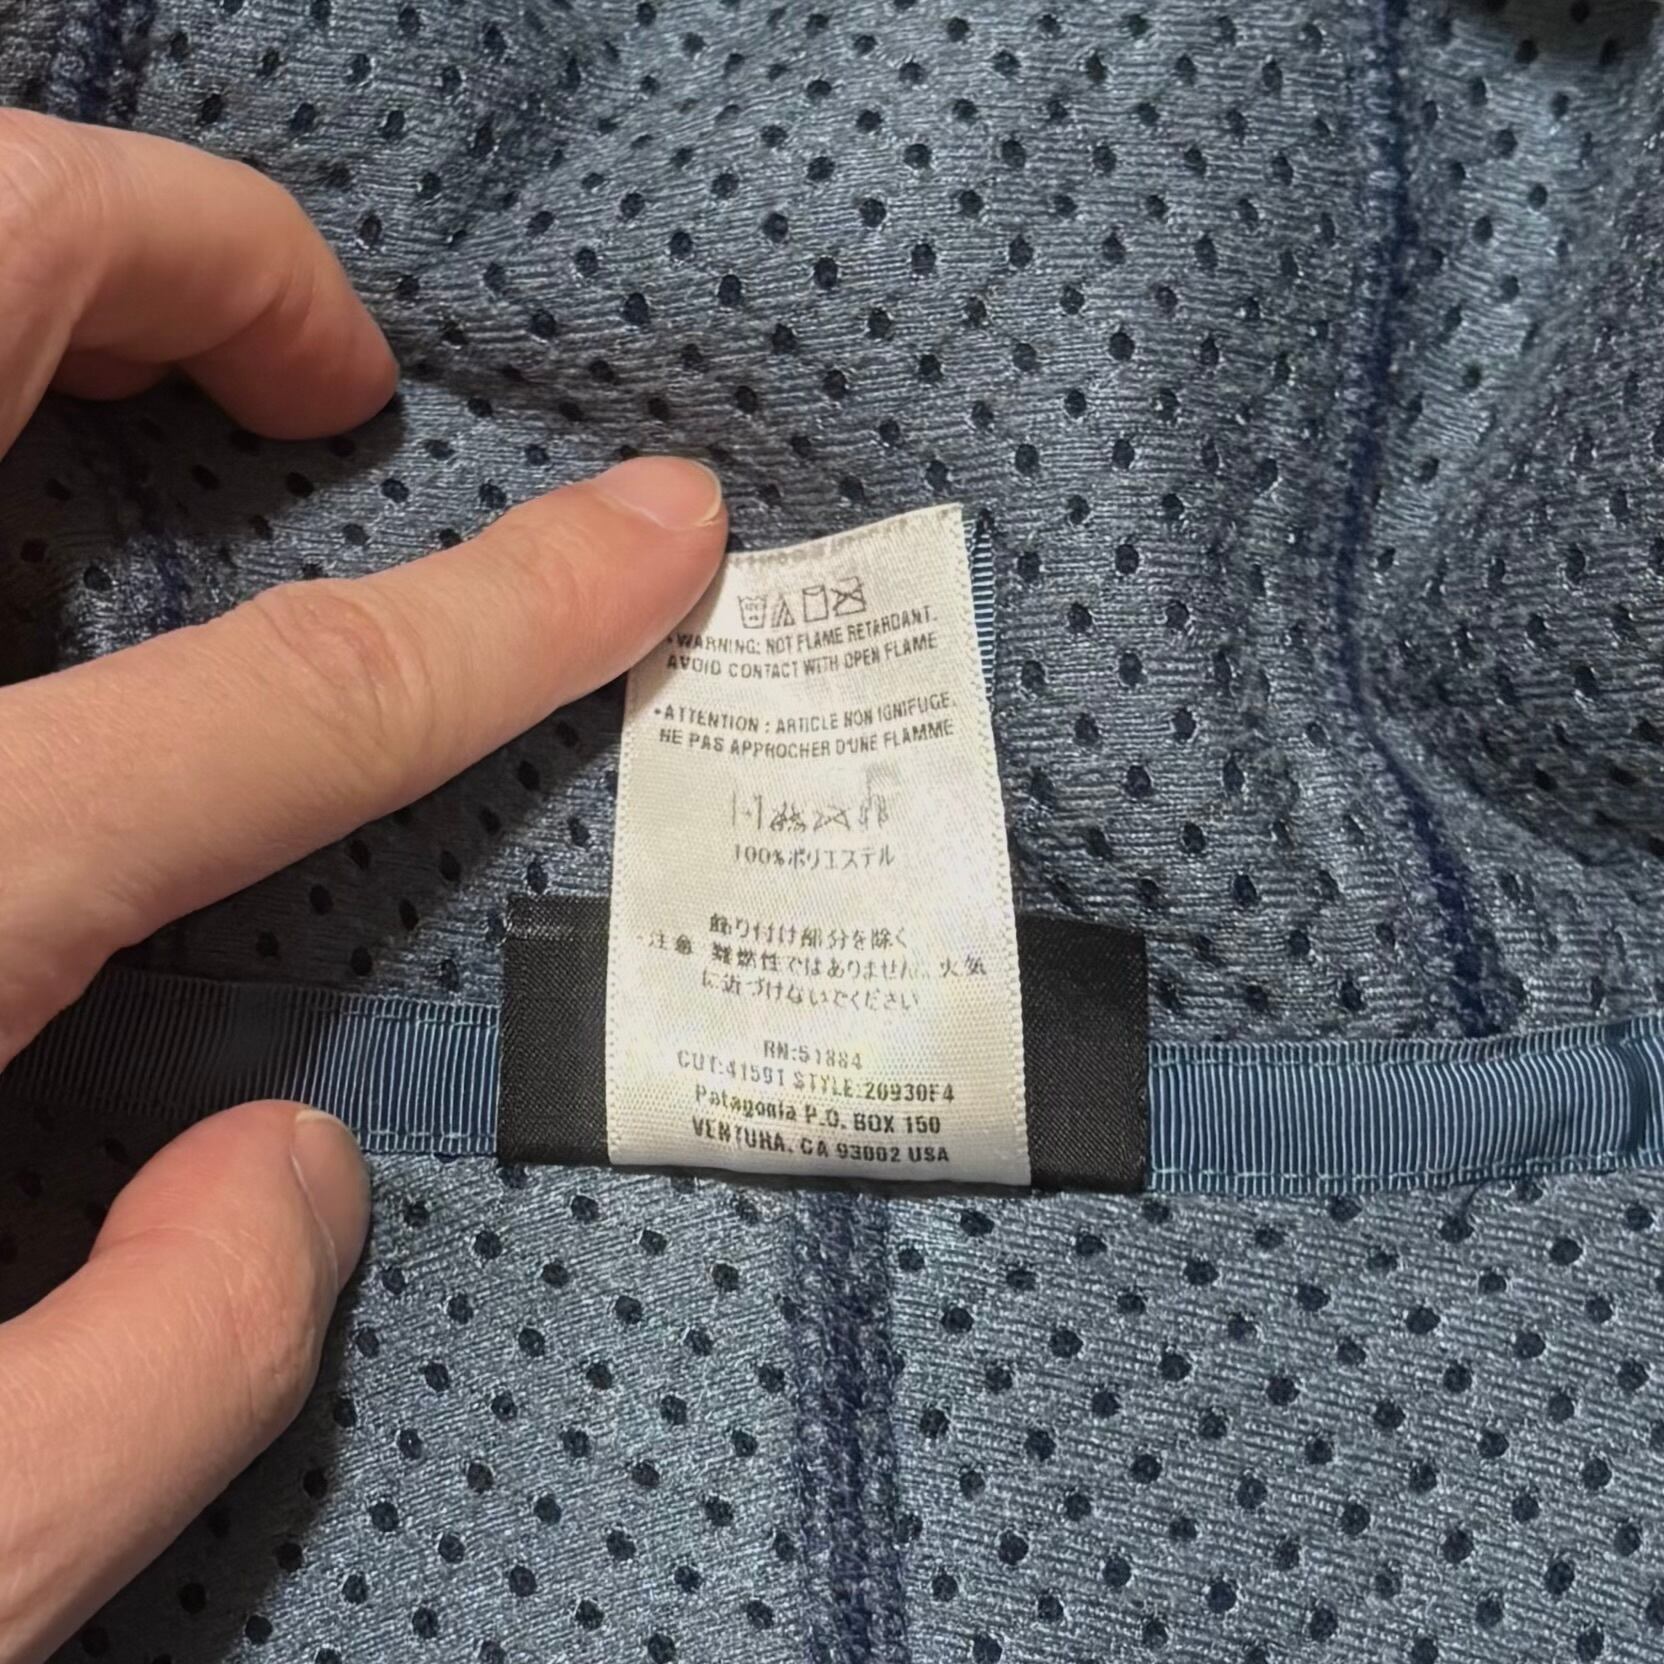 •WARNING: NOT FLAME RETARDANT.
AVOID CONTACT WITH OPEN FLAME
•ATTENTION : ARTICLE NON IGNIFUGE.
NE PAS APPROCHER D'UNE FLAMME
100%ポリエステル
飾り付け部分を除く
注意 難燃性ではありません。火気
に近づけないでください
RN:51884
CUT:41591 STYLE:20930F4
Patagonia P.O. BOX 150
VENTURA, CA 93002 USA